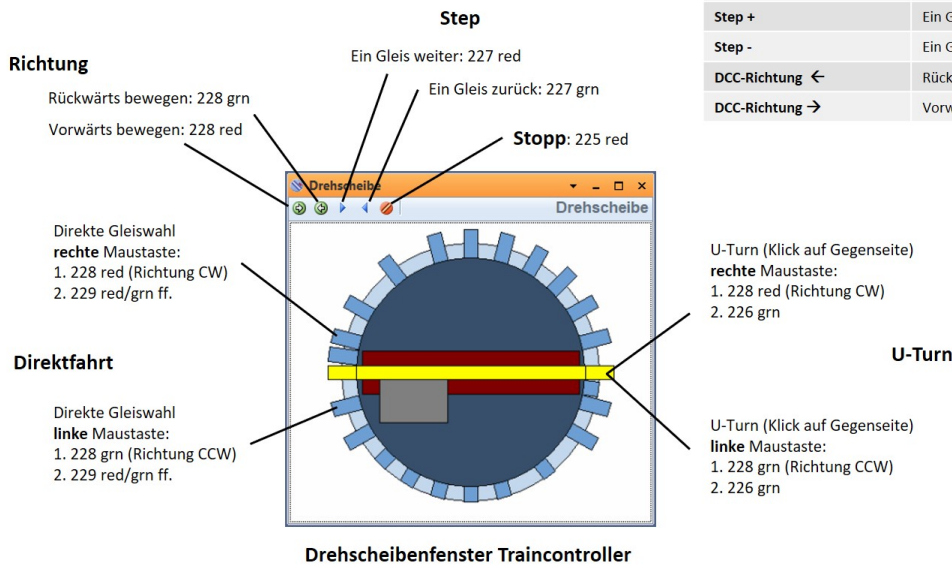 Step
Richtung
Ein Gleis weiter: 227 red
Ein Gleis zurück: 227 grn
Rückwärts bewegen: 228 grn
Vorwärts bewegen: 228 red
Stopp: 225 red
Step +
Ein
Step -
Ein
DCC-Richtung ←
DCC-Richtung →
Drehscheibe
Drehscheibe
Direkte Gleiswahl
rechte Maustaste:
1. 228 red (Richtung CW)
2. 229 red/grn ff.
Direktfahrt
Direkte Gleiswahl
linke Maustaste:
1. 228 grn (Richtung CCW)
2. 229 red/grn ff.
U-Turn (Klick auf Gegenseite)
rechte Maustaste:
1. 228 red (Richtung CW)
2. 226 grn
U-Turn
U-Turn (Klick auf Gegenseite)
linke Maustaste:
1. 228 grn (Richtung CCW)
2. 226 grn
Drehscheibenfenster Traincontroller